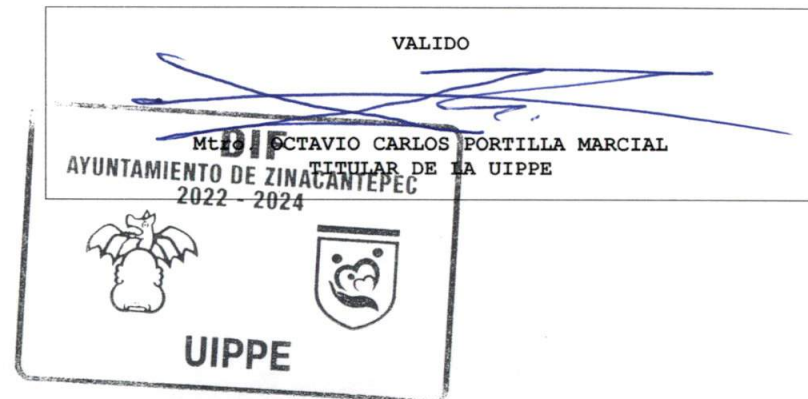 VALIDO
Mtro OCTAVIO CARLOS PORTILLA MARCIAL
TITULAR DE LA UIPPE
DIF
AYUNTAMIENTO DE ZINACANTEPEC
2022 - 2024
UIPPE